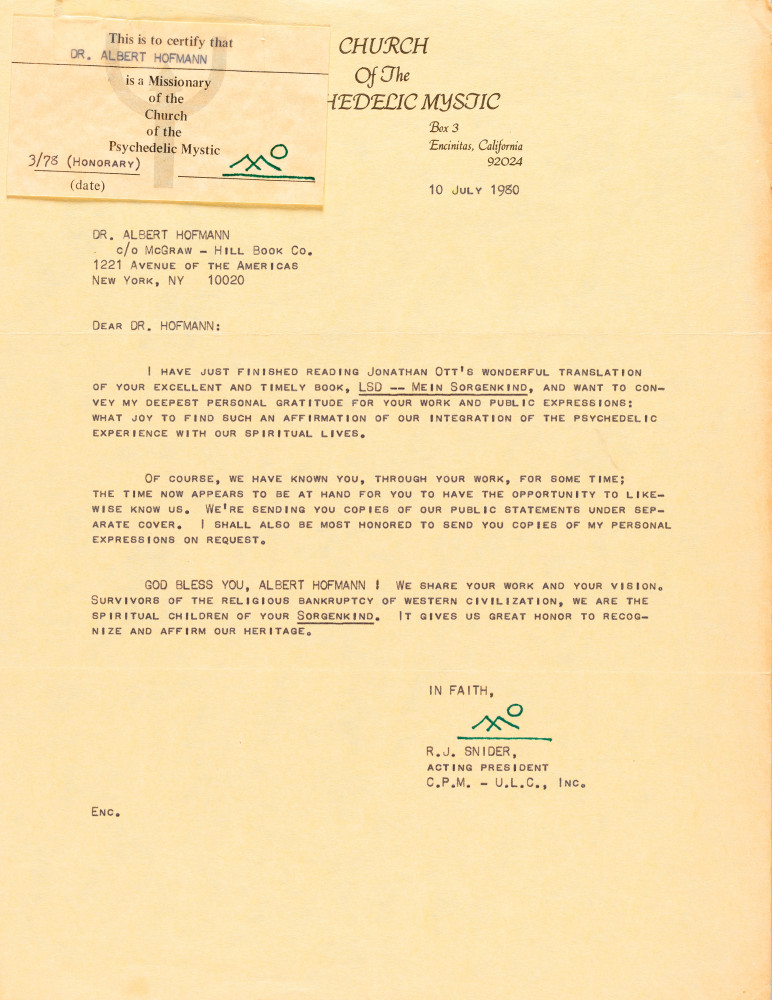 This is to certify that
DR. ALBERT HOFMANN
is a Missionary
of the
Church
of the
Psychedelic Mystic
3/78 (HONORARY)
(date)
CHURCH
Of The
HEDELIC MYSTIC
Box 3
Encinitas, California
92024
10 JULY 1980
DR. ALBERT HOFMANN
c/o McGRAW - HILL BOOK CO.
1221 AVENUE OF THE AMERICAS
NEW YORK, NY 10020
DEAR DR. HOFMANN:
I HAVE JUST FINISHED READING JONATHAN OTT'S WONDERFUL TRANSLATION
OF YOUR EXCELLENT AND TIMELY BOOK, LSD -- MEIN SORGENKIND, AND WANT TO CON-
VEY MY DEEPEST PERSONAL GRATITUDE FOR YOUR WORK AND PUBLIC EXPRESSIONS:
WHAT JOY TO FIND SUCH AN AFFIRMATION OF OUR INTEGRATION OF THE PSYCHEDELIC
EXPERIENCE WITH OUR SPIRITUAL LIVES.
OF COURSE, WE HAVE KNOWN YOU, THROUGH YOUR WORK, FOR SOME TIME;
THE TIME NOW APPEARS TO BE AT HAND FOR YOU TO HAVE THE OPPORTUNITY TO LIKE-
WISE KNOW US. WE'RE SENDING YOU COPIES OF OUR PUBLIC STATEMENTS UNDER SEP-
ARATE COVER. I SHALL ALSO BE MOST HONORED TO SEND YOU COPIES OF MY PERSONAL
EXPRESSIONS ON REQUEST.
GOD BLESS YOU, ALBERT HOFMANN ! WE SHARE YOUR WORK AND YOUR VISION.
SURVIVORS OF THE RELIGIOUS BANKRUPTCY OF WESTERN CIVILIZATION, WE ARE THE
SPIRITUAL CHILDREN OF YOUR SORGENKIND. IT GIVES US GREAT HONOR TO RECOG-
NIZE AND AFFIRM OUR HERITAGE.
IN FAITH,
R.J. SNIDER,
ACTING PRESIDENT
C.P.M. - U.L.C., INC.
ENC.